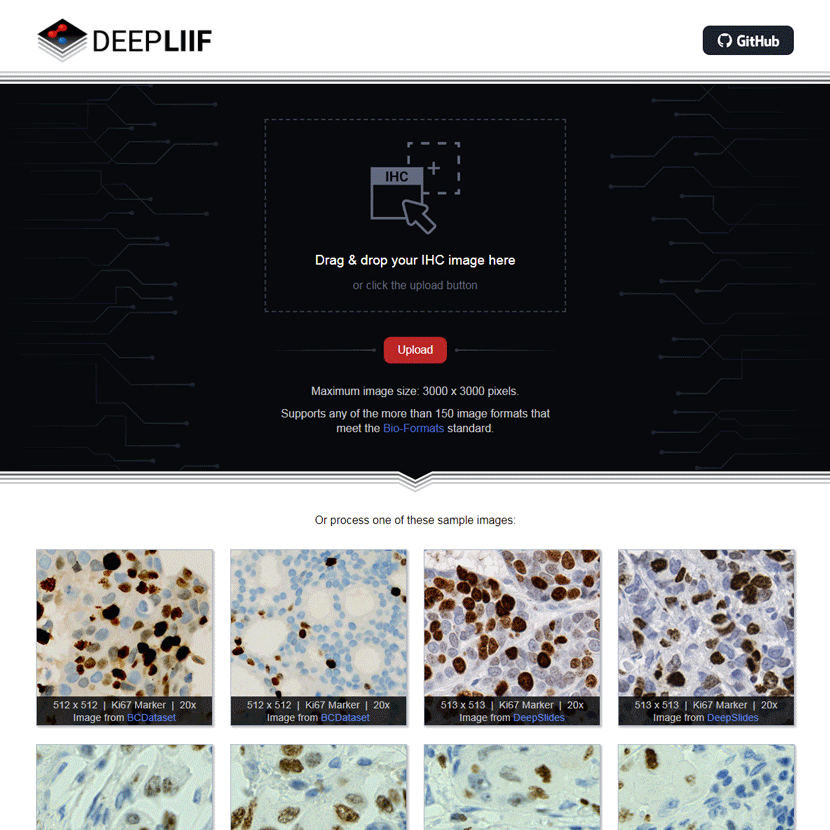 DEEPLIIF
GitHub
IHC
Drag & drop your IHC image here
or click the upload button
Upload
Maximum image size: 3000 x 3000 pixels.
Supports any of the more than 150 image formats that
meet the Bio-Formats standard.
Or process one of these sample images:
512 x 512 | Ki67 Marker | 20x
Image from BCDataset
512 x 512 | Ki67 Marker | 20x
Image from BCDataset
513 x 513 | Ki67 Marker | 20x
Image from DeepSlides
513 x 513 | Ki67 Marker | 20x
Image from DeepSlides